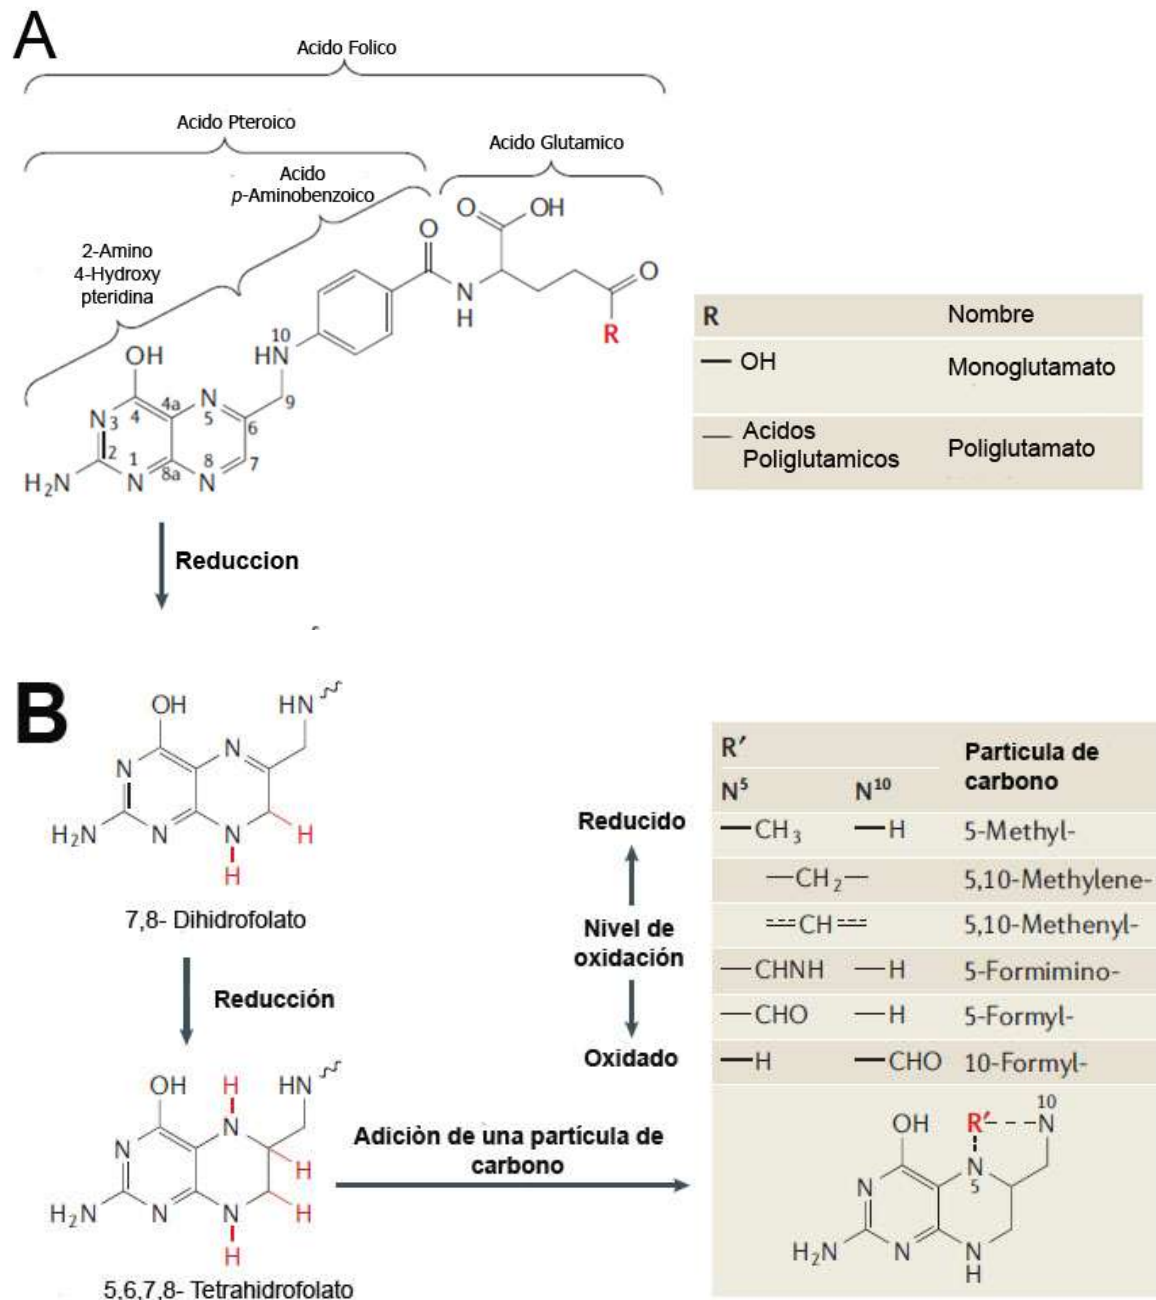 A
Acido Folico
Acido Pteroico
Acido Glutamico
Acido
p-Aminobenzoico
2-Amino
4-Hydroxy
pteridina
O
OH
O
O
N
H
R
10
HN
9
OH
N 3
4
4a
N
5
6
2
1
8a
8
7
H₂N
N
N
R Nombre
— OH Monoglutamato
— Acidos
Poliglutamicos
Poliglutamato
Reduccion
B
OH
HN
N
N
H₂N
N
N
H
H
7,8- Dihidrofolato
Reducción
OH
H
HN
N
N
H
H₂N
N
N
H
H
5,6,7,8- Tetrahidrofolato
Adiciòn de una partícula de
carbono
Reducido
Nivel de
oxidación
Oxidado
R′ Particula de
carbono
N⁵ N¹⁰
—CH₃ —H 5-Methyl-
—CH₂— 5,10-Methylene-
=CH= 5,10-Methenyl-
—CHNH —H 5-Formimino-
—CHO —H 5-Formyl-
—H —CHO 10-Formyl-
10
OH
R′
N
N
5
N
H₂N
N
N
H